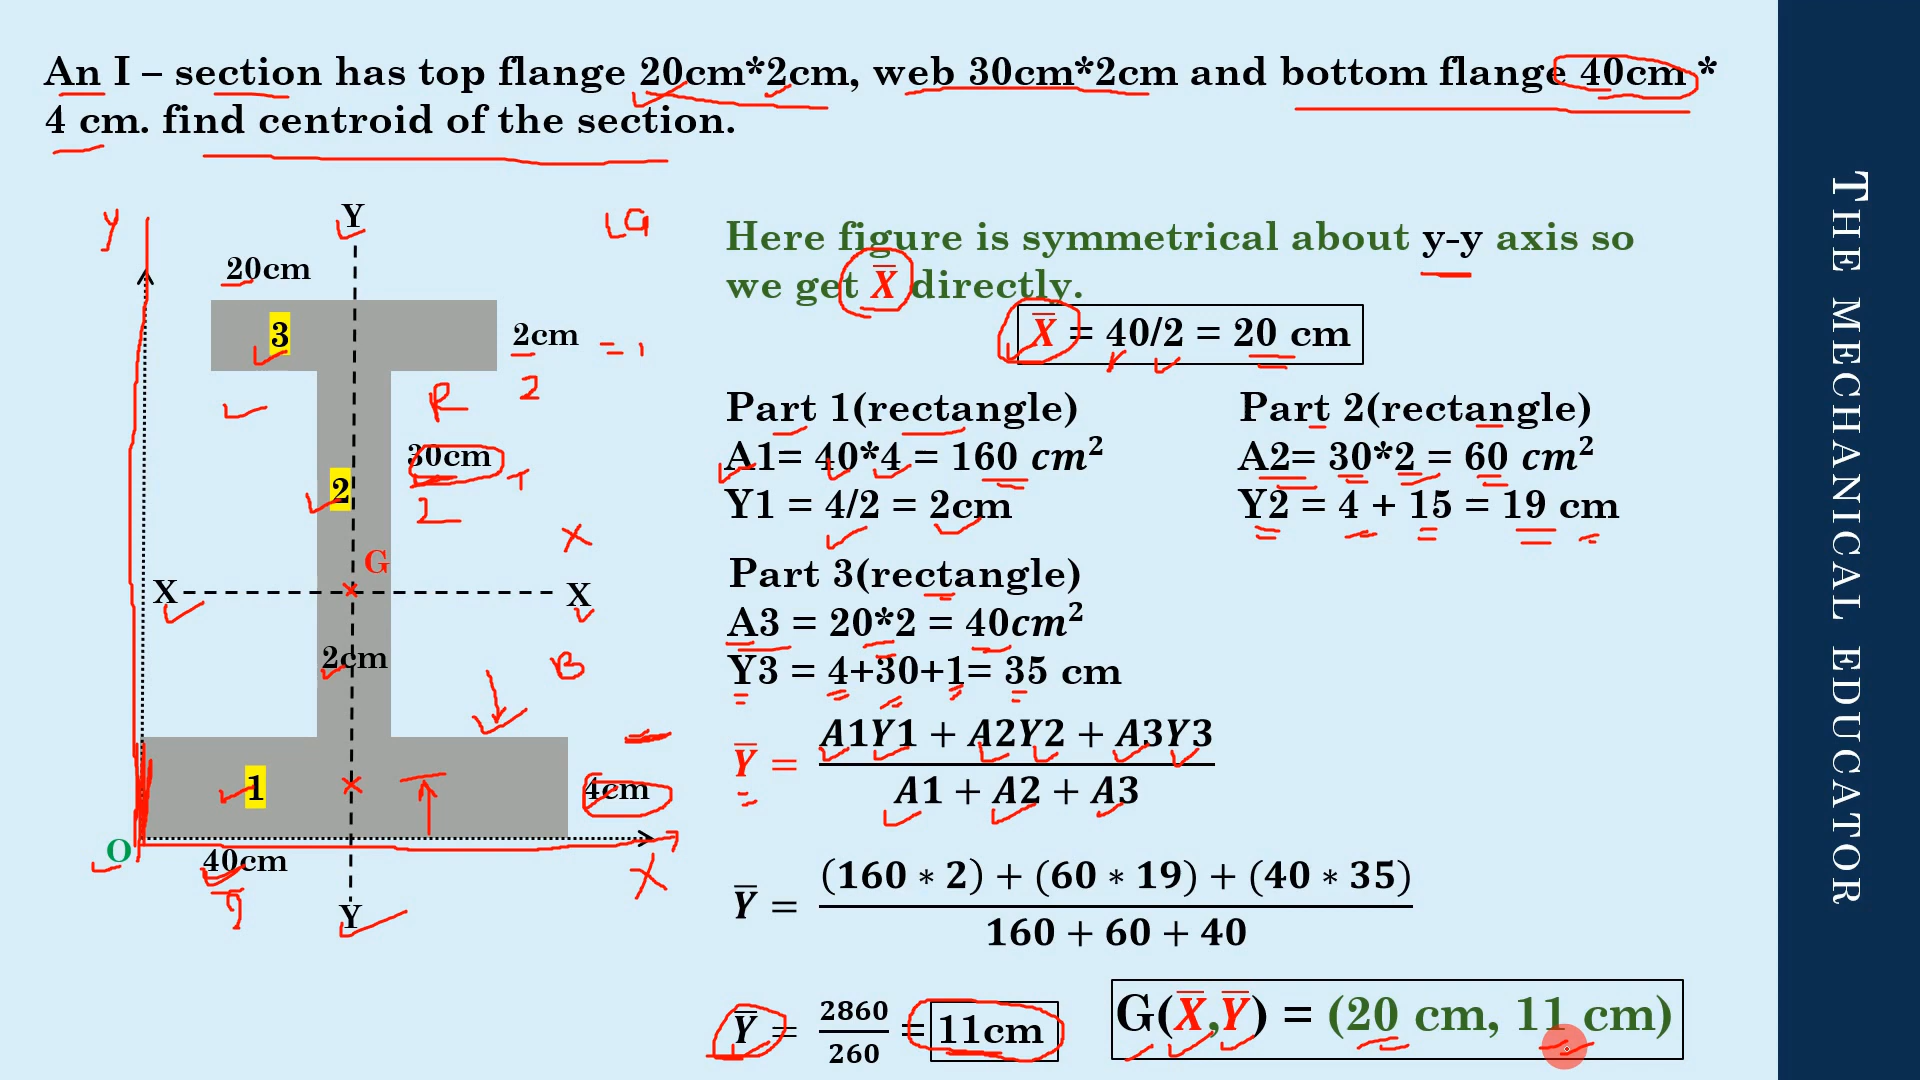 An I – section has top flange 20cm*2cm, web 30cm*2cm and bottom flange 40cm *
4 cm. find centroid of the section.
y
Y
G
20cm
3
2cm = 1
2
R
30cm
2
2
G
X
X
X
2cm
B
1
4cm
O
40cm
X
2
Y
Here figure is symmetrical about y-y axis so
we get X̅ directly.
X̅ = 40/2 = 20 cm
Part 1(rectangle)
A1= 40*4 = 160 cm²
Y1 = 4/2 = 2cm
Part 2(rectangle)
A2= 30*2 = 60 cm²
Y2 = 4 + 15 = 19 cm
Part 3(rectangle)
A3 = 20*2 = 40cm²
Y3 = 4+30+1= 35 cm
Y̅ = A1Y1 + A2Y2 + A3Y3
A1 + A2 + A3
Y̅ = (160 * 2) + (60 * 19) + (40 * 35)
160 + 60 + 40
Y̅ = 2860 = 11cm
260
G(X̅,Y̅) = (20 cm, 11 cm)
THE MECHANICAL EDUCATOR